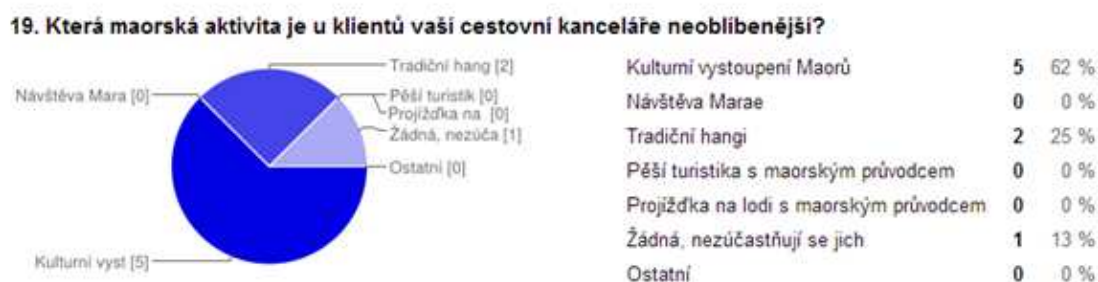 19. Která maorská aktivita je u klientů vaší cestovní kanceláře neoblíbenější?
Tradiční hang [2]
Návštěva Mara [0]
Pěší turistik [0]
Projížďka na [0]
Žádná, nezúča [1]
Ostatní [0]
Kulturní vyst [5]
Kulturní vystoupení Maorů 5 62 %
Návštěva Marae 0 0 %
Tradiční hangi 2 25 %
Pěší turistika s maorským průvodcem 0 0 %
Projížďka na lodi s maorským průvodcem 0 0 %
Žádná, nezúčastňují se jich 1 13 %
Ostatní 0 0 %